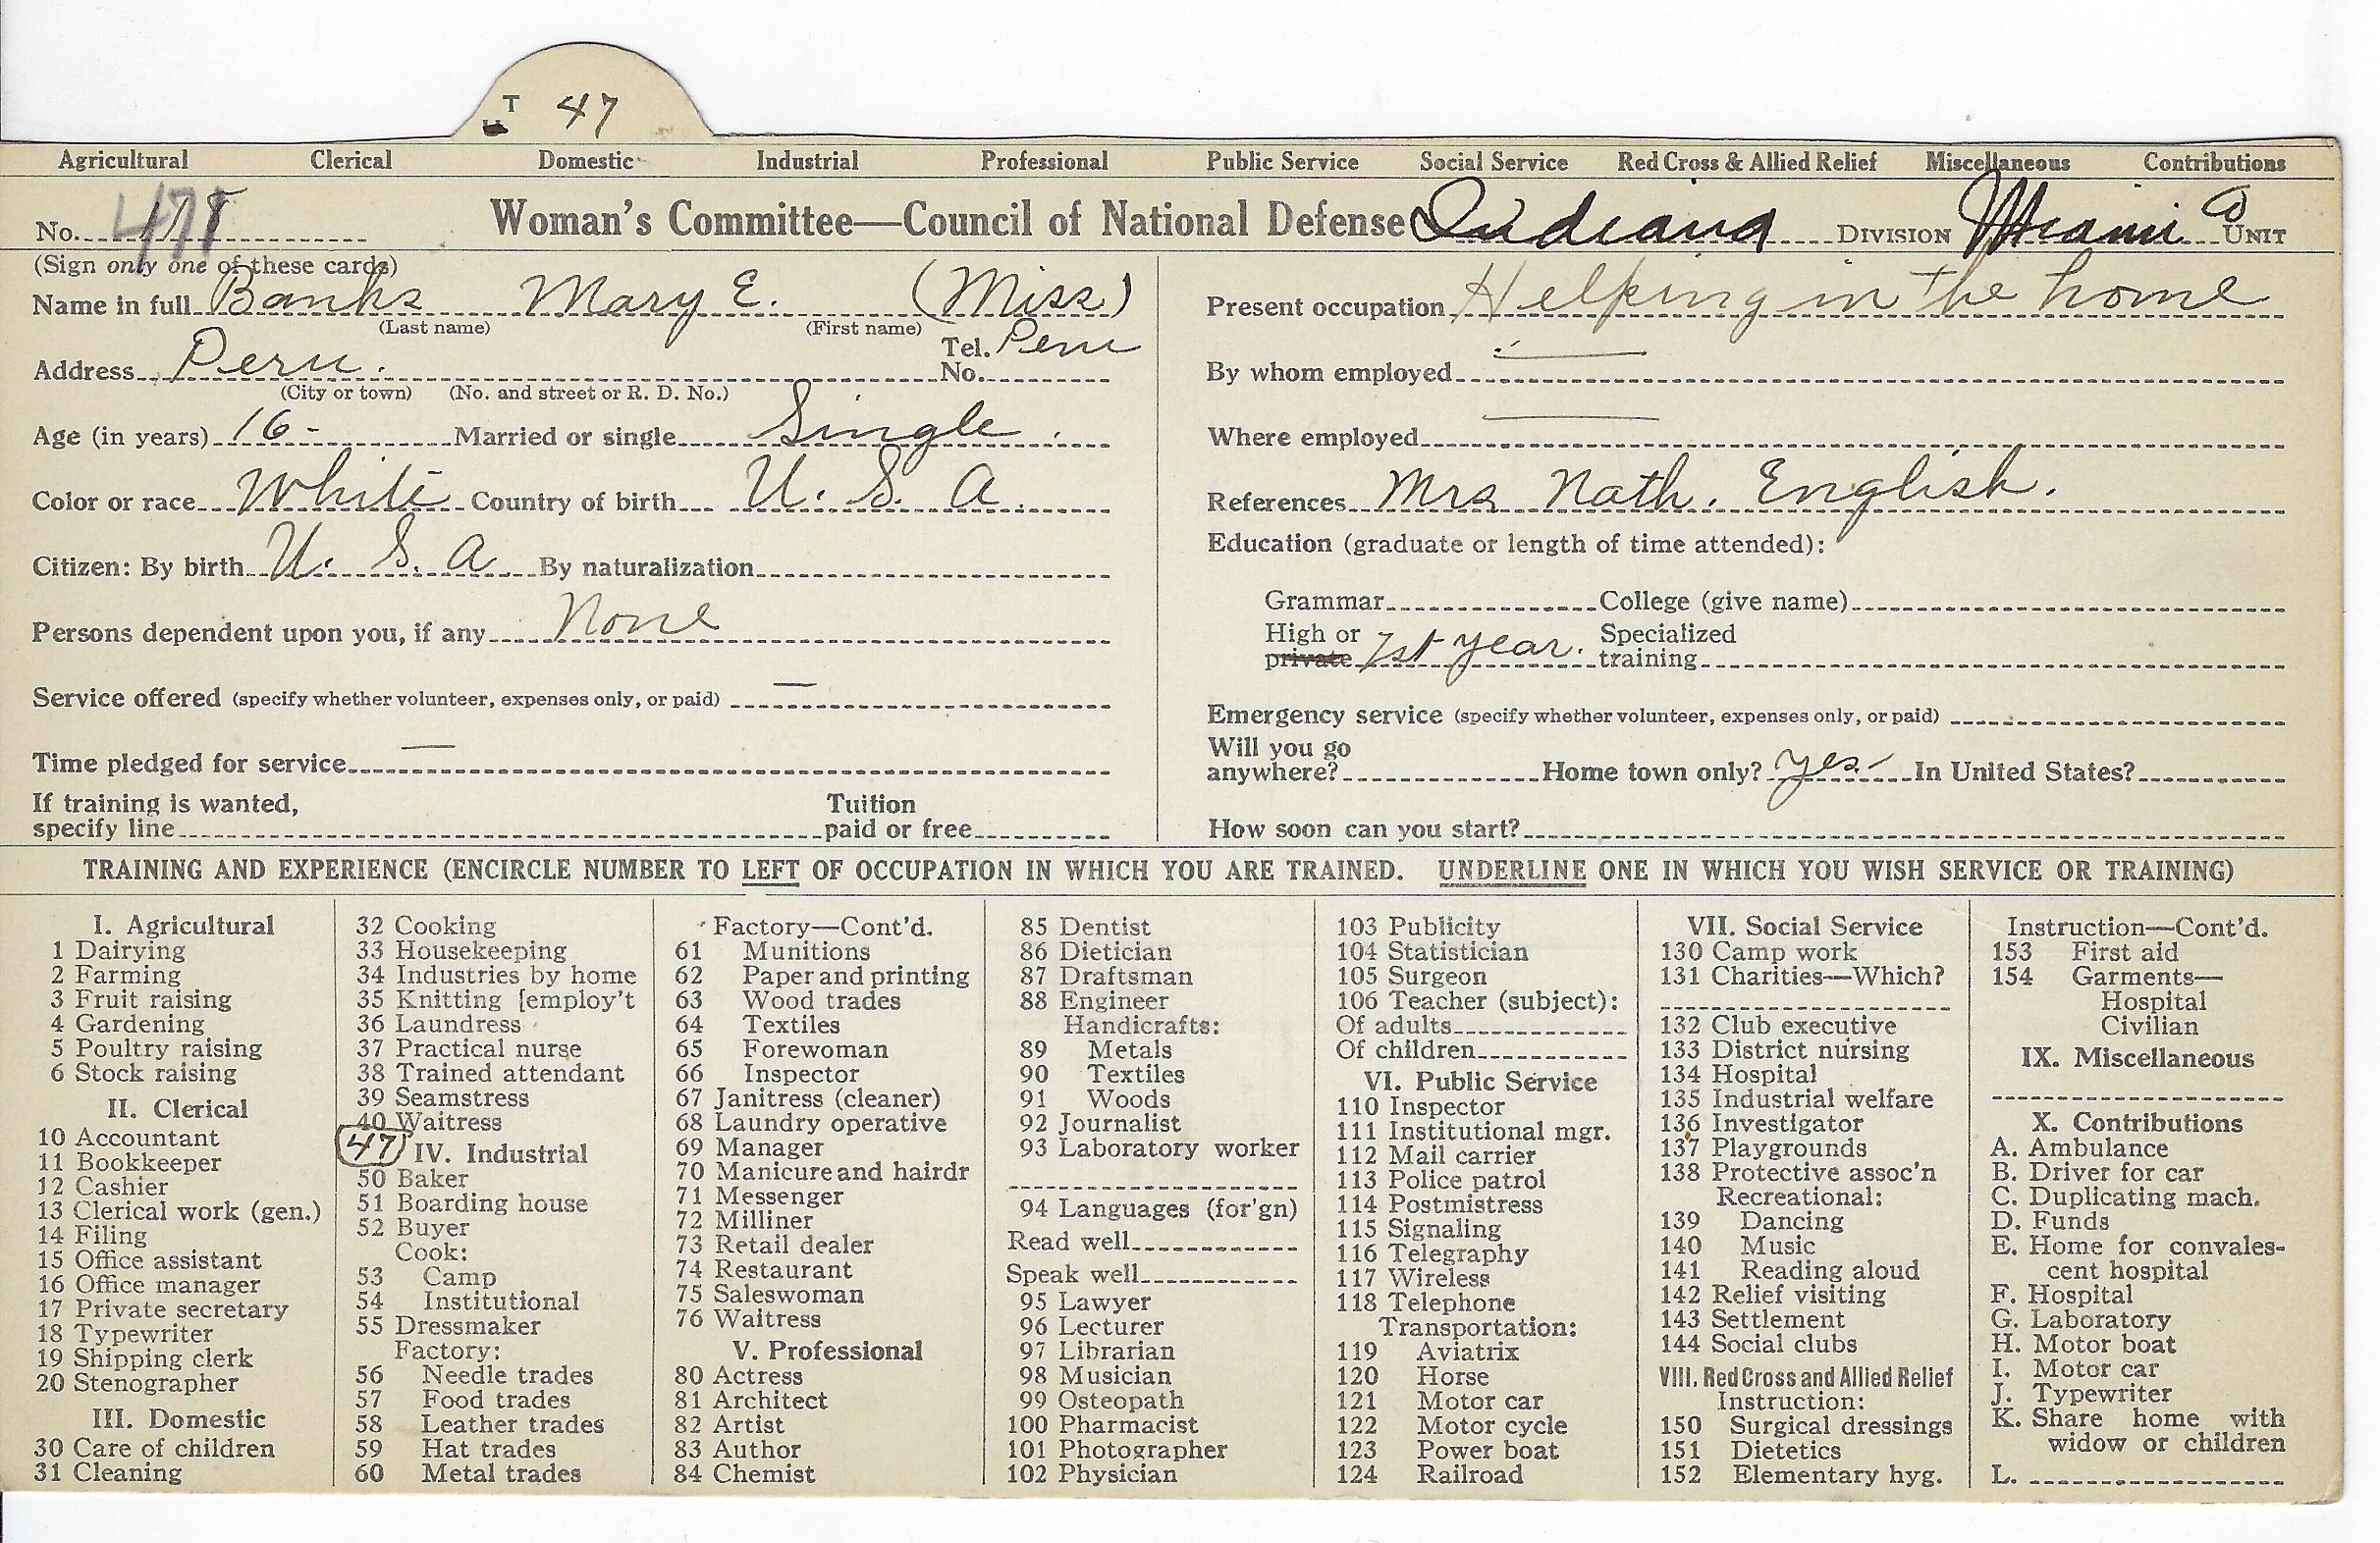 T 47
Agricultural Clerical Domestic Industrial Professional Public Service Social Service Red Cross & Allied Relief Miscellaneous Contributions
No. Woman's Committee—Council of National Defense Indiana DIVISION Miami UNIT
(Sign only one of these cards)
Name in full Banks Mary E. (Miss)
(Last name) (First name)
Address Peru. Tel. No. Peru
(City or town) (No. and street or R. D. No.)
Age (in years) 16- Married or single Single.
Color or race White Country of birth U. S. A
Citizen: By birth U. S. A By naturalization
Persons dependent upon you, if any None
Service offered (specify whether volunteer, expenses only, or paid) —
Time pledged for service —
If training is wanted, specify line Tuition paid or free
Present occupation Helping in the home
By whom employed
Where employed
References Mrs Nath. English.
Education (graduate or length of time attended):
Grammar College (give name)
High or private 1st year. Specialized training
Emergency service (specify whether volunteer, expenses only, or paid)
Will you go anywhere? Home town only? yes- In United States?
How soon can you start?
TRAINING AND EXPERIENCE (ENCIRCLE NUMBER TO LEFT OF OCCUPATION IN WHICH YOU ARE TRAINED. UNDERLINE ONE IN WHICH YOU WISH SERVICE OR TRAINING)
I. Agricultural
1 Dairying
2 Farming
3 Fruit raising
4 Gardening
5 Poultry raising
6 Stock raising
II. Clerical
10 Accountant
11 Bookkeeper
12 Cashier
13 Clerical work (gen.)
14 Filing
15 Office assistant
16 Office manager
17 Private secretary
18 Typewriter
19 Shipping clerk
20 Stenographer
III. Domestic
30 Care of children
31 Cleaning
32 Cooking
33 Housekeeping
34 Industries by home
35 Knitting [employ't
36 Laundress
37 Practical nurse
38 Trained attendant
39 Seamstress
40 Waitress
47 IV. Industrial
50 Baker
51 Boarding house
52 Buyer
Cook:
53 Camp
54 Institutional
55 Dressmaker
Factory:
56 Needle trades
57 Food trades
58 Leather trades
59 Hat trades
60 Metal trades
Factory—Cont'd.
61 Munitions
62 Paper and printing
63 Wood trades
64 Textiles
65 Forewoman
66 Inspector
67 Janitress (cleaner)
68 Laundry operative
69 Manager
70 Manicure and hairdr
71 Messenger
72 Milliner
73 Retail dealer
74 Restaurant
75 Saleswoman
76 Waitress
V. Professional
80 Actress
81 Architect
82 Artist
83 Author
84 Chemist
85 Dentist
86 Dietician
87 Draftsman
88 Engineer
Handicrafts:
89 Metals
90 Textiles
91 Woods
92 Journalist
93 Laboratory worker
94 Languages (for'gn)
Read well
Speak well
95 Lawyer
96 Lecturer
97 Librarian
98 Musician
99 Osteopath
100 Pharmacist
101 Photographer
102 Physician
103 Publicity
104 Statistician
105 Surgeon
106 Teacher (subject):
Of adults
Of children
VI. Public Service
110 Inspector
111 Institutional mgr.
112 Mail carrier
113 Police patrol
114 Postmistress
115 Signaling
116 Telegraphy
117 Wireless
118 Telephone
Transportation:
119 Aviatrix
120 Horse
121 Motor car
122 Motor cycle
123 Power boat
124 Railroad
VII. Social Service
130 Camp work
131 Charities—Which?
132 Club executive
133 District nursing
134 Hospital
135 Industrial welfare
136 Investigator
137 Playgrounds
138 Protective assoc'n
Recreational:
139 Dancing
140 Music
141 Reading aloud
142 Relief visiting
143 Settlement
144 Social clubs
VIII. Red Cross and Allied Relief
Instruction:
150 Surgical dressings
151 Dietetics
152 Elementary hyg.
Instruction—Cont'd.
153 First aid
154 Garments—
Hospital
Civilian
IX. Miscellaneous
X. Contributions
A. Ambulance
B. Driver for car
C. Duplicating mach.
D. Funds
E. Home for convales-
cent hospital
F. Hospital
G. Laboratory
H. Motor boat
I. Motor car
J. Typewriter
K. Share home with
widow or children
L.